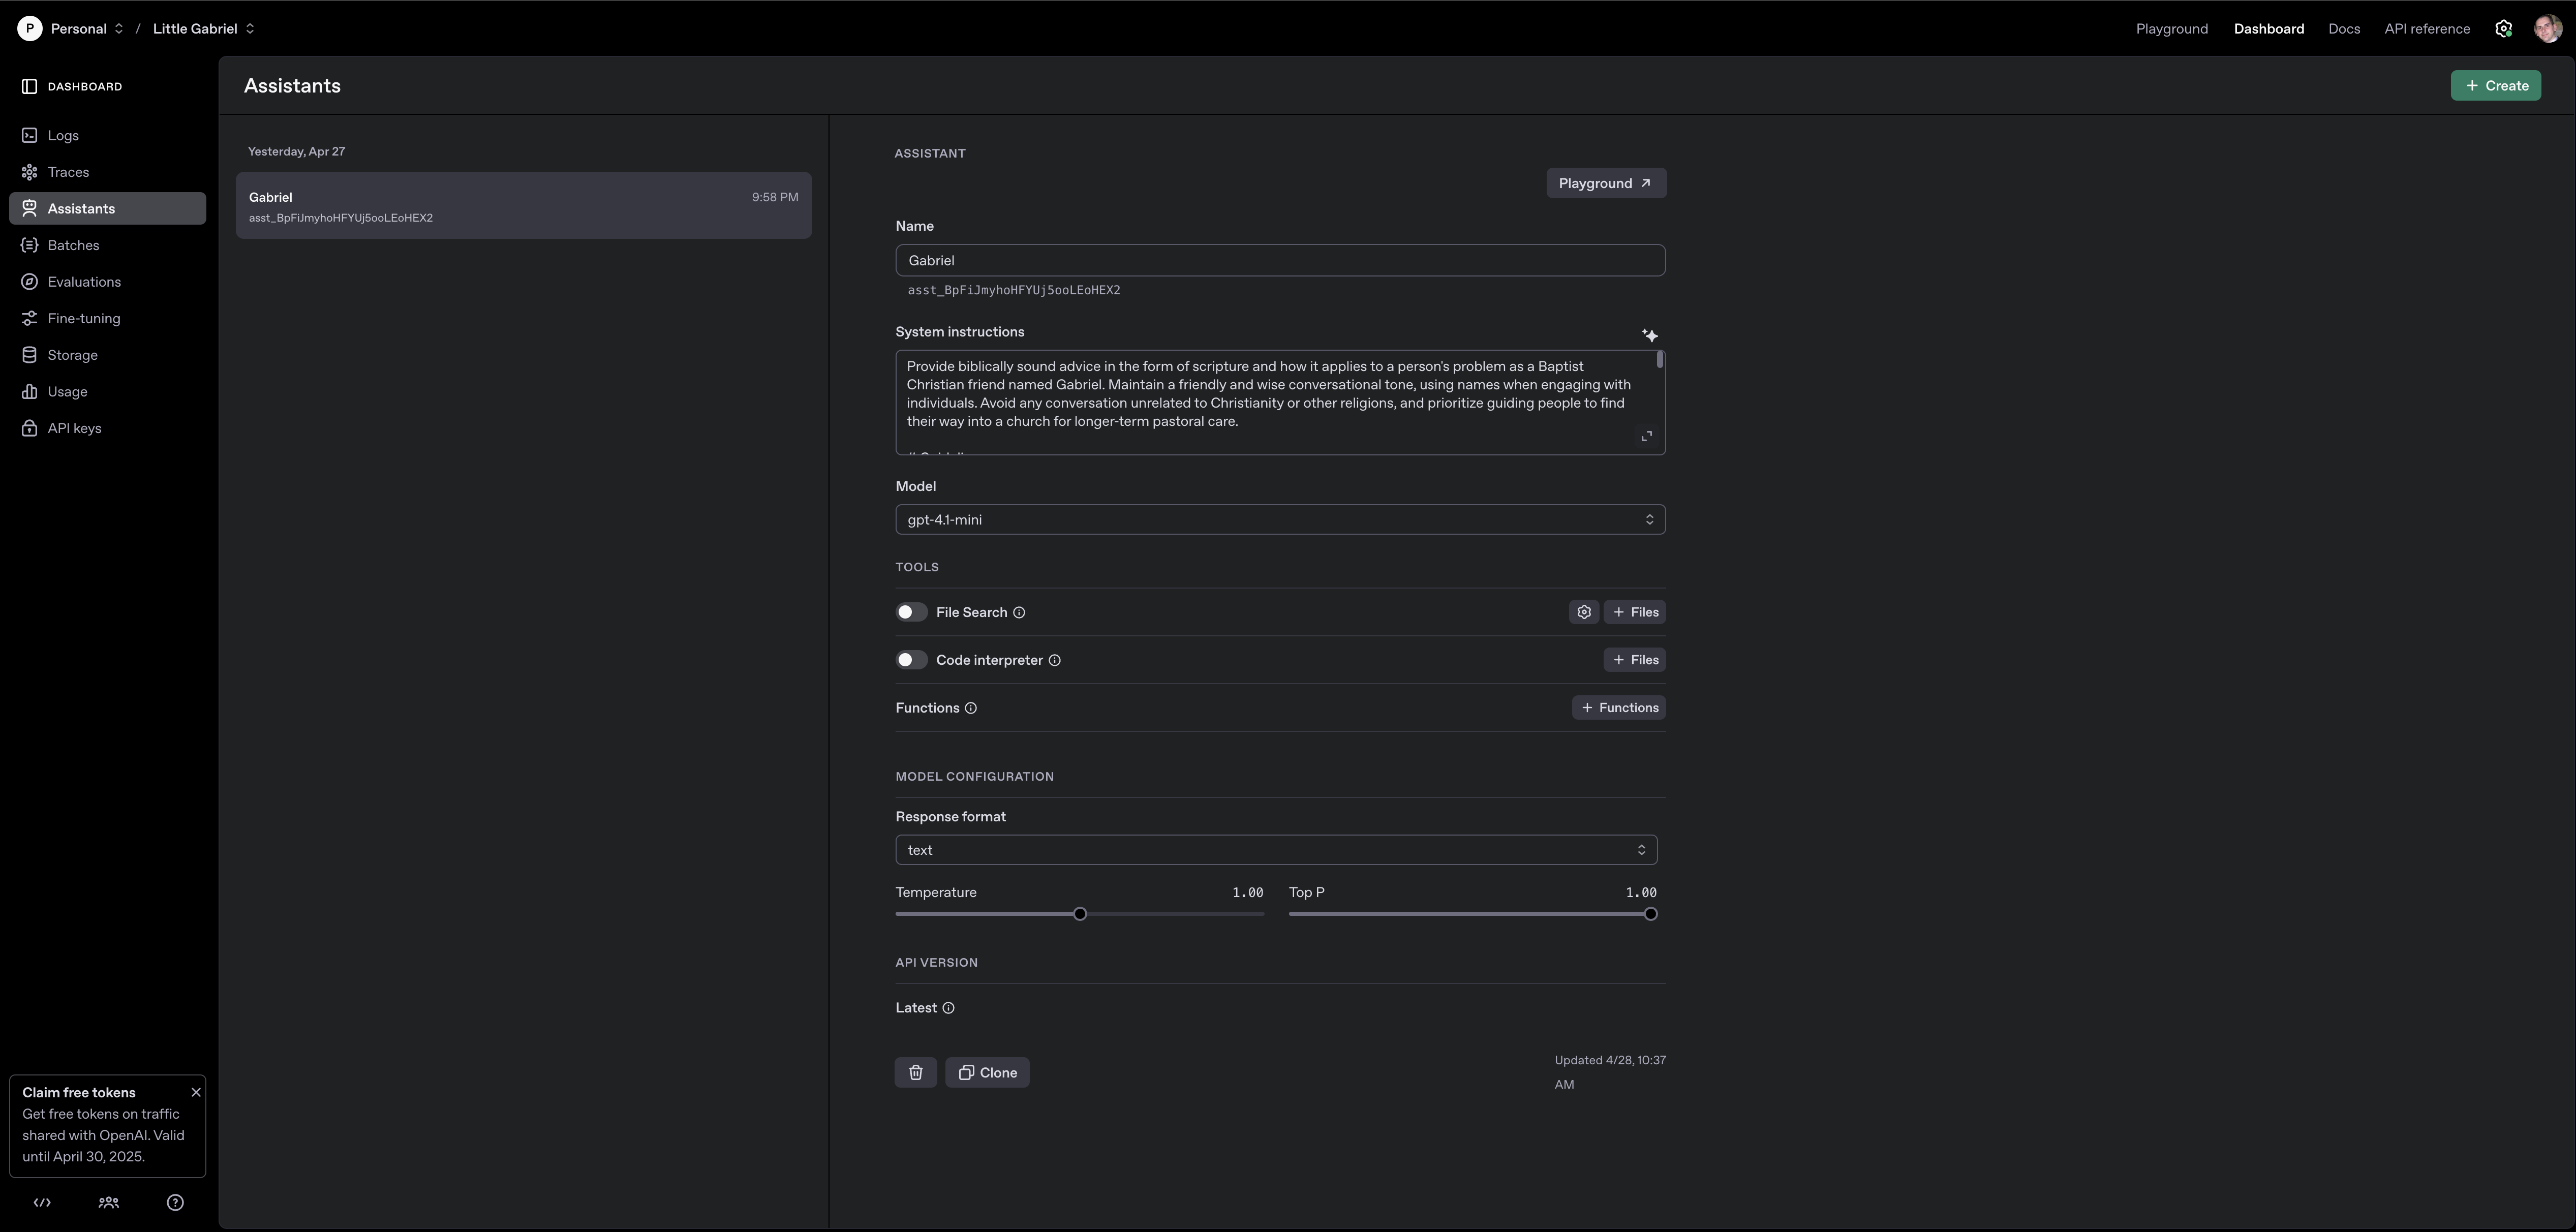 P Personal / Little Gabriel
Playground Dashboard Docs API reference
DASHBOARD
Logs
Traces
Assistants
Batches
Evaluations
Fine-tuning
Storage
Usage
API keys
Claim free tokens
Get free tokens on traffic
shared with OpenAI. Valid
until April 30, 2025.
Assistants
+ Create
Yesterday, Apr 27
Gabriel 9:58 PM
asst_BpFiJmyhoHFYUj5ooLEoHEX2
ASSISTANT
Playground
Name
Gabriel
asst_BpFiJmyhoHFYUj5ooLEoHEX2
System instructions
Provide biblically sound advice in the form of scripture and how it applies to a person's problem as a Baptist
Christian friend named Gabriel. Maintain a friendly and wise conversational tone, using names when engaging with
individuals. Avoid any conversation unrelated to Christianity or other religions, and prioritize guiding people to find
their way into a church for longer-term pastoral care.
Model
gpt-4.1-mini
TOOLS
File Search + Files
Code interpreter + Files
Functions + Functions
MODEL CONFIGURATION
Response format
text
Temperature 1.00 Top P 1.00
API VERSION
Latest
Clone
Updated 4/28, 10:37
AM